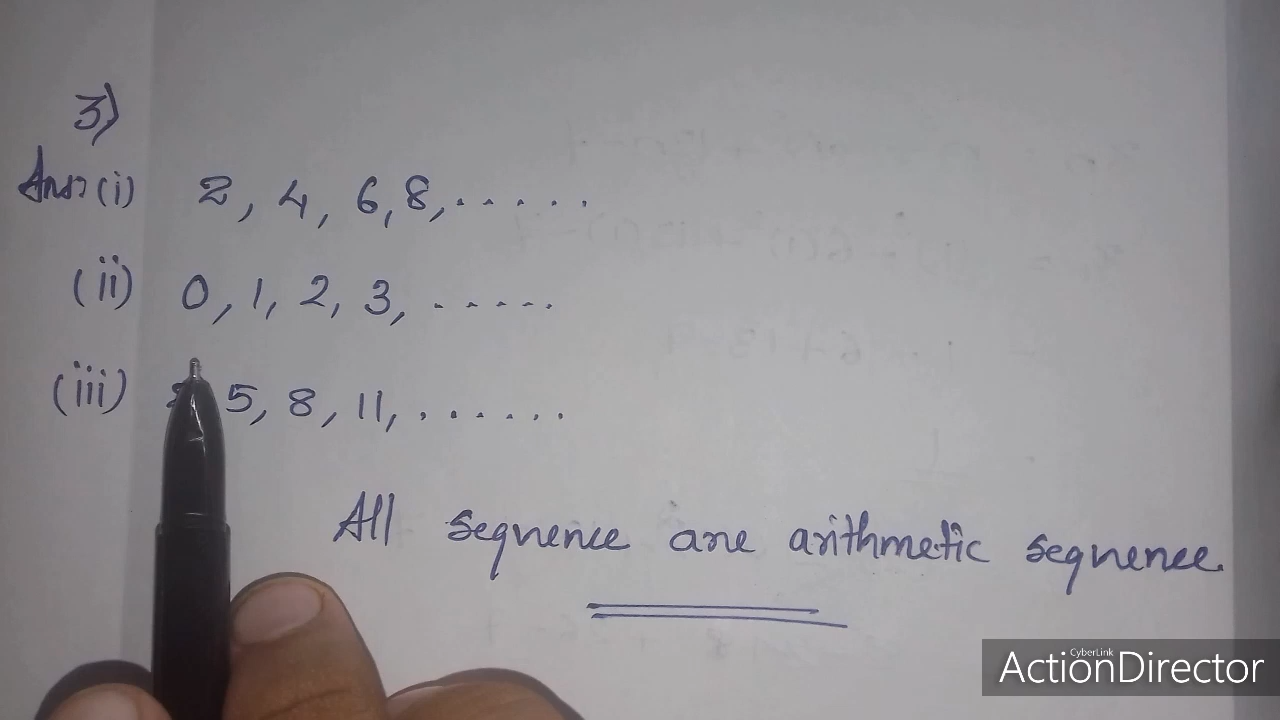 3)
Ans:(i) 2, 4, 6, 8, . . . . .
(ii) 0, 1, 2, 3, . . . . .
(iii) 5, 8, 11, . . . . . .
All sequence are arithmetic sequence.
CyberLink
ActionDirector